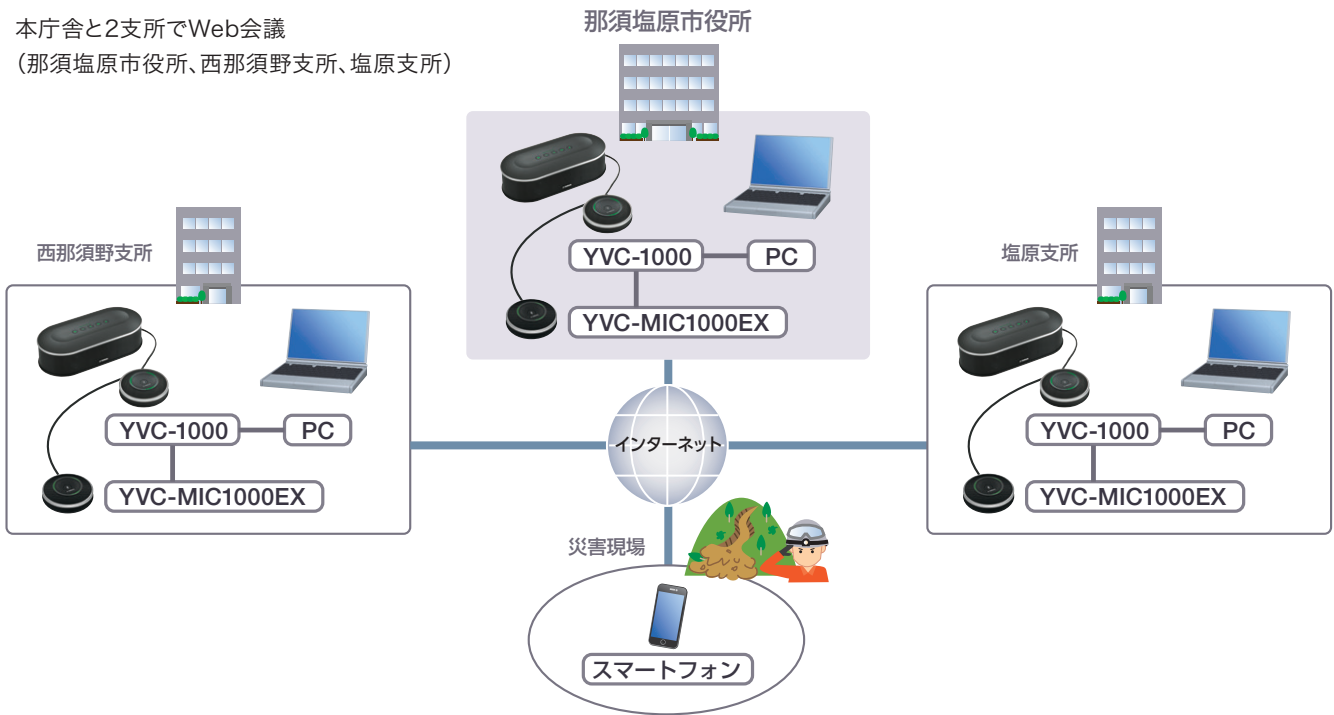 本庁舎と2支所でWeb会議
（那須塩原市役所、西那須野支所、塩原支所）
那須塩原市役所
YVC-1000
PC
YVC-MIC1000EX
西那須野支所
YVC-1000
PC
YVC-MIC1000EX
塩原支所
YVC-1000
PC
YVC-MIC1000EX
インターネット
災害現場
スマートフォン